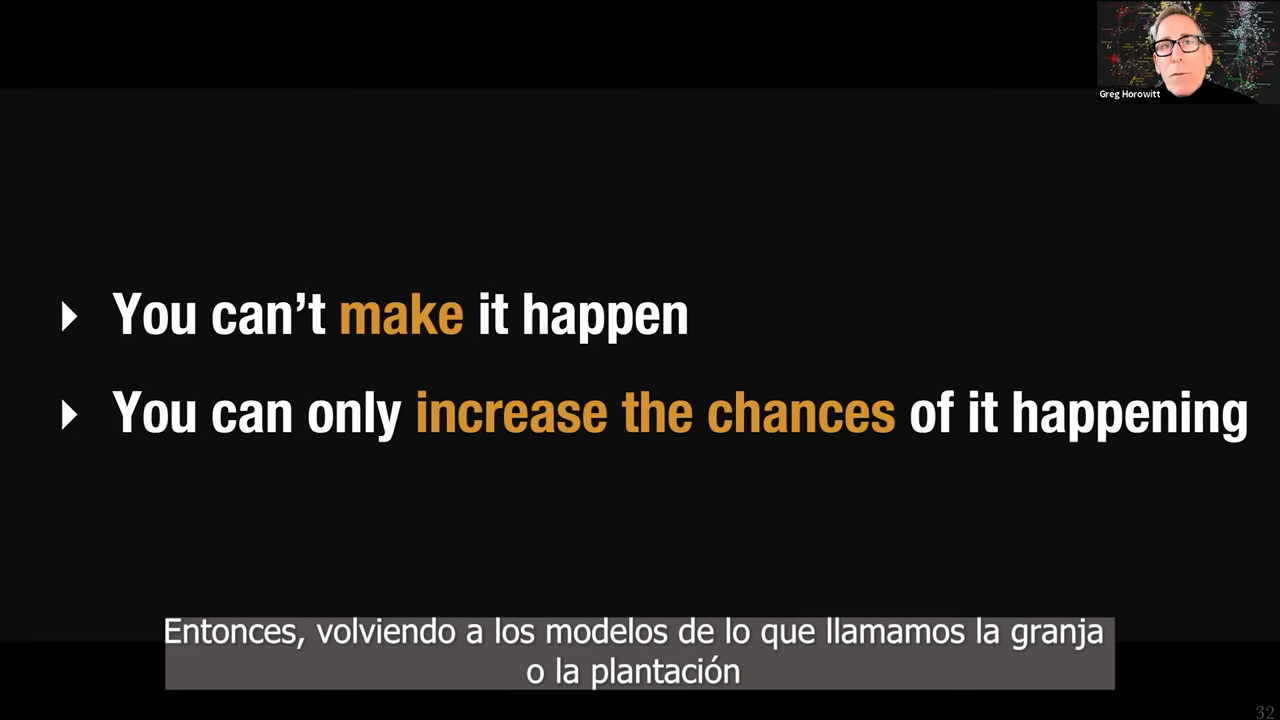 Greg Horowitt
You can’t make it happen
You can only increase the chances of it happening
Entonces, volviendo a los modelos de lo que llamamos la granja
o la plantación
32